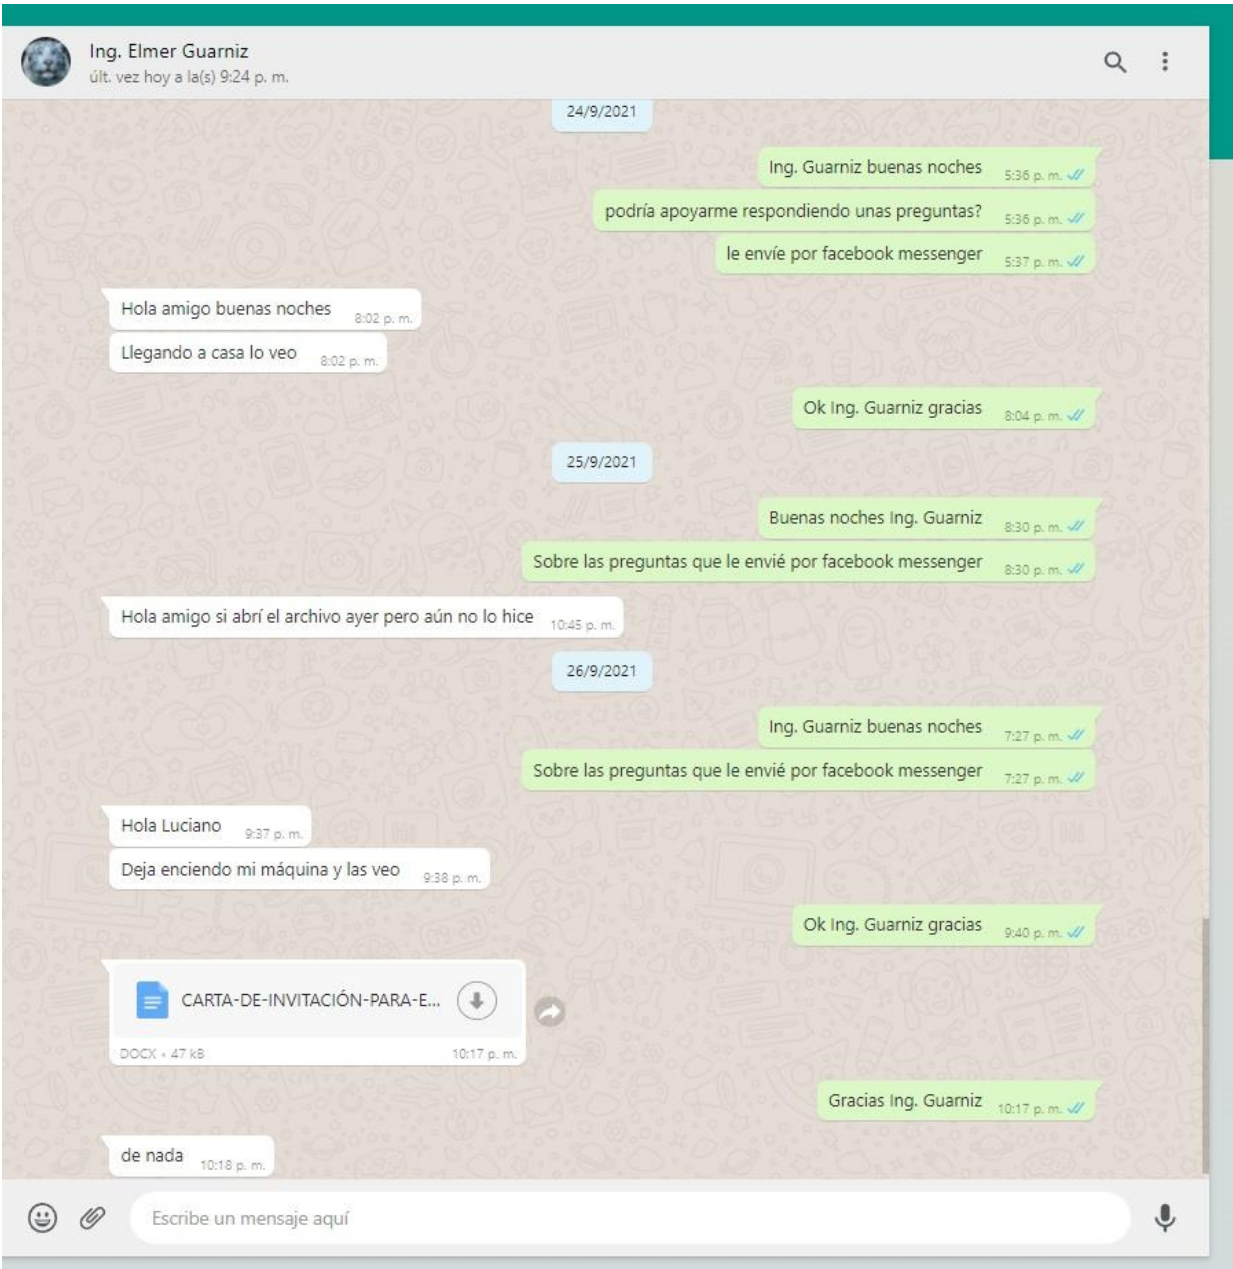 Ing. Elmer Guarniz
últ. vez hoy a la(s) 9:24 p. m.
24/9/2021
Ing. Guarniz buenas noches 5:36 p. m.
podría apoyarme respondiendo unas preguntas? 5:36 p. m.
le envíe por facebook messenger 5:37 p. m.
Hola amigo buenas noches 8:02 p. m.
Llegando a casa lo veo 8:02 p. m.
Ok Ing. Guarniz gracias 8:04 p. m.
25/9/2021
Buenas noches Ing. Guarniz 8:30 p. m.
Sobre las preguntas que le envié por facebook messenger 8:30 p. m.
Hola amigo si abrí el archivo ayer pero aún no lo hice 10:45 p. m.
26/9/2021
Ing. Guarniz buenas noches 7:27 p. m.
Sobre las preguntas que le envié por facebook messenger 7:27 p. m.
Hola Luciano 9:37 p. m.
Deja enciendo mi máquina y las veo 9:38 p. m.
Ok Ing. Guarniz gracias 9:40 p. m.
CARTA-DE-INVITACIÓN-PARA-E...
DOCX • 47 kB 10:17 p. m.
Gracias Ing. Guarniz 10:17 p. m.
de nada 10:18 p. m.
Escribe un mensaje aquí